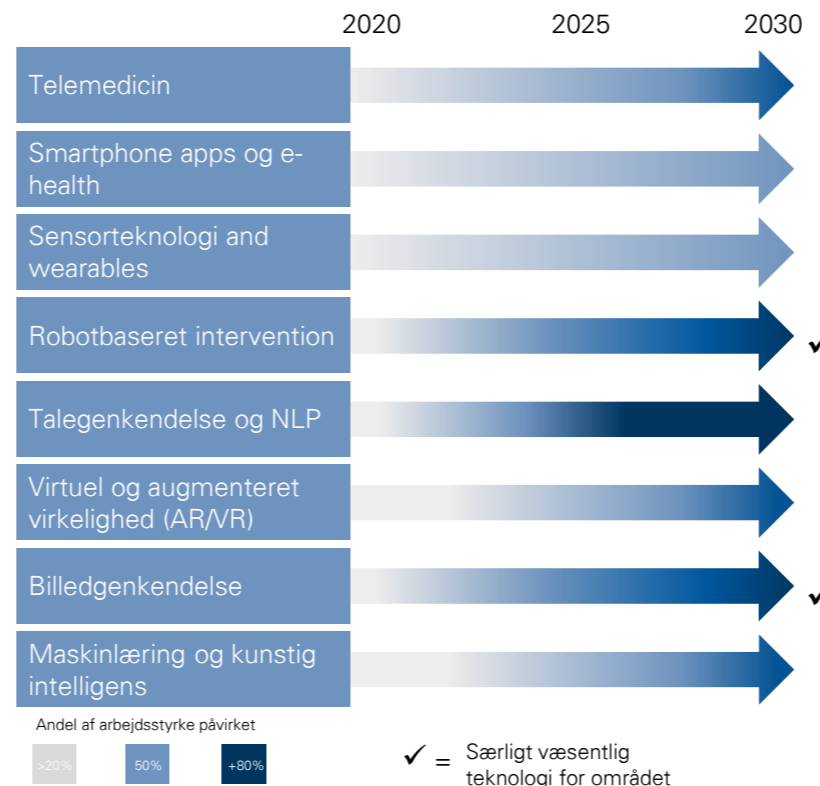 2020 2025 2030
Telemedicin
Smartphone apps og e-
health
Sensorteknologi and
wearables
Robotbaseret intervention
✓
Talegenkendelse og NLP
Virtuel og augmenteret
virkelighed (AR/VR)
Billedgenkendelse
✓
Maskinlæring og kunstig
intelligens
Andel af arbejdsstyrke påvirket
>20% 50% +80%
✓ = Særligt væsentlig
teknologi for området